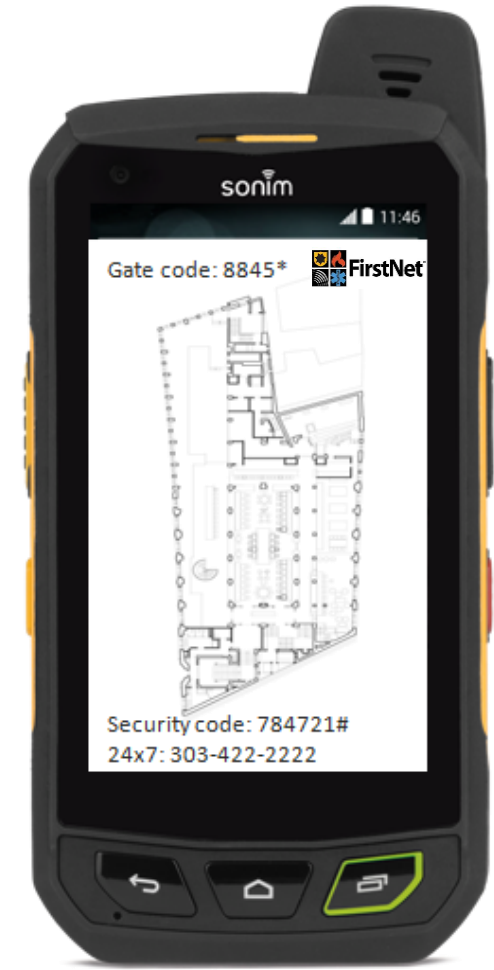 sonim
11:46
Gate code: 8845*
FirstNet
Security code: 784721#
24x7: 303-422-2222